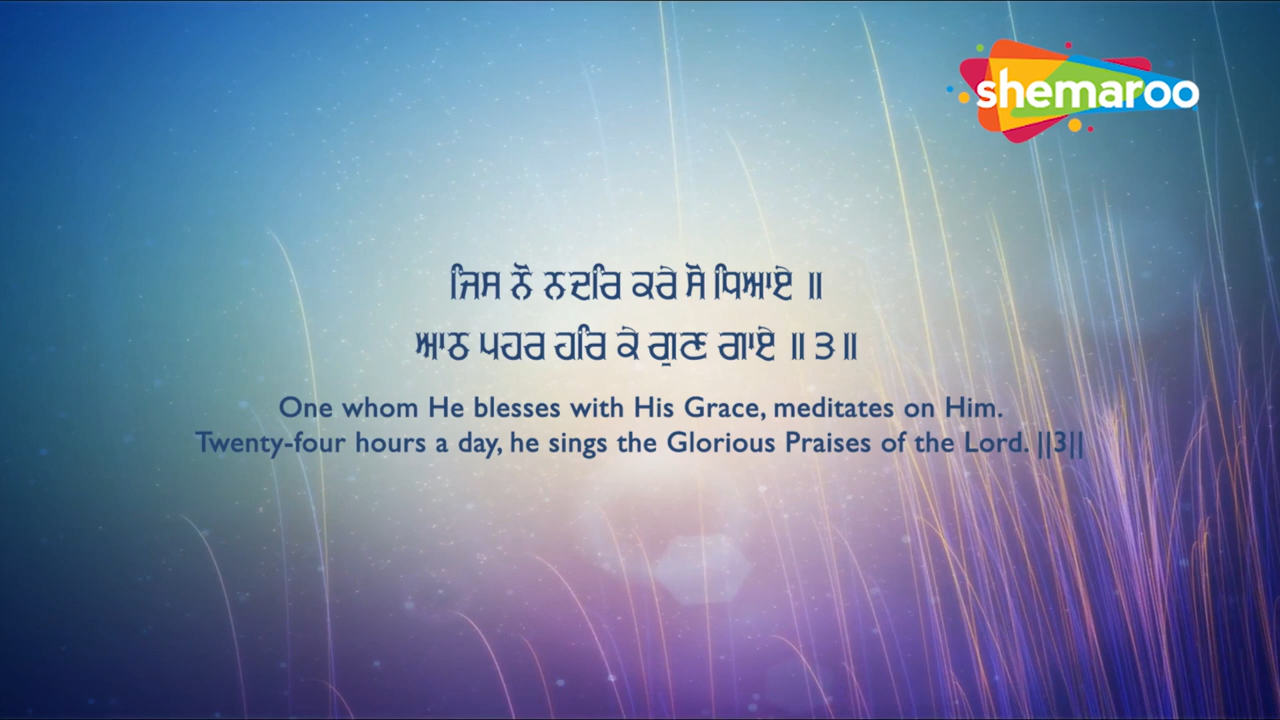 shemaroo
ਜਿਸ ਨੋ ਨਦਰਿ ਕਰੇ ਸੋ ਧਿਆਏ ॥
ਆਠ ਪਹਰ ਹਰਿ ਕੇ ਗੁਣ ਗਾਏ ॥੩॥
One whom He blesses with His Grace, meditates on Him.
Twenty-four hours a day, he sings the Glorious Praises of the Lord. ||3||